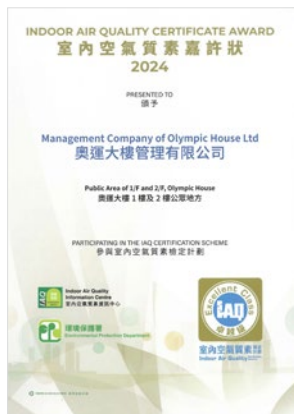 INDOOR AIR QUALITY CERTIFICATE AWARD
室內空氣質素嘉許狀
2024
PRESENTED TO
頒予
Management Company of Olympic House Ltd
奧運大樓管理有限公司
Public Area of 1/F and 2/F, Olympic House
奧運大樓 1 樓及 2 樓公眾地方
PARTICIPATING IN THE IAQ CERTIFICATION SCHEME
參與室內空氣質素檢定計劃
IAQ
Indoor Air Quality
Information Centre
室內空氣質素資訊中心
環境保護署
Environmental Protection Department
Excellent Class
IAQ
卓越級
室內空氣質素
Indoor Air Quality